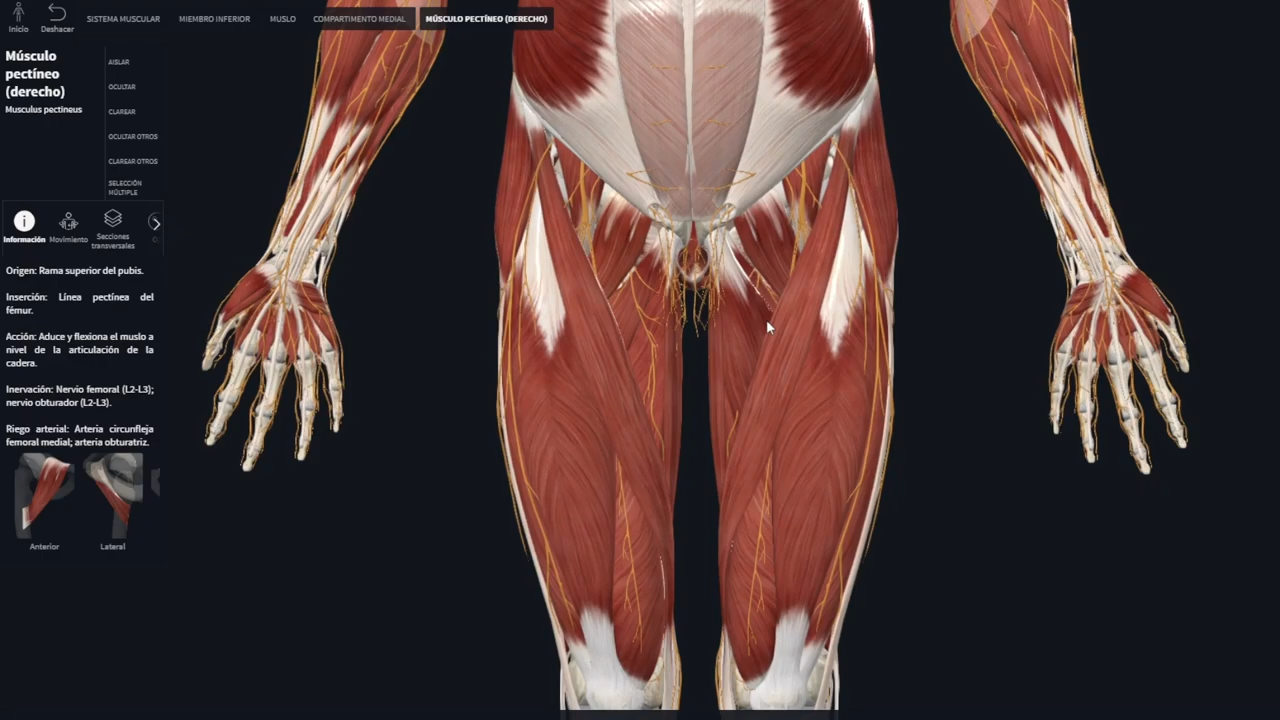 Inicio
Deshacer
SISTEMA MUSCULAR
MIEMBRO INFERIOR
MUSLO
COMPARTIMENTO MEDIAL
MÚSCULO PECTÍNEO (DERECHO)
Músculo
pectíneo
(derecho)
Musculus pectineus
AISLAR
OCULTAR
CLAREAR
OCULTAR OTROS
CLAREAR OTROS
SELECCIÓN
MÚLTIPLE
Información
Movimiento
Secciones
transversales
Origen: Rama superior del pubis.
Inserción: Línea pectínea del
fémur.
Acción: Aduce y flexiona el muslo a
nivel de la articulación de la
cadera.
Inervación: Nervio femoral (L2-L3);
nervio obturador (L2-L3).
Riego arterial: Arteria circunfleja
femoral medial; arteria obturatriz.
Anterior
Lateral